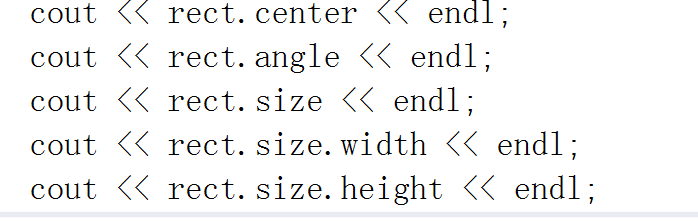 cout << rect.center << endl;
cout << rect.angle << endl;
cout << rect.size << endl;
cout << rect.size.width << endl;
cout << rect.size.height << endl;